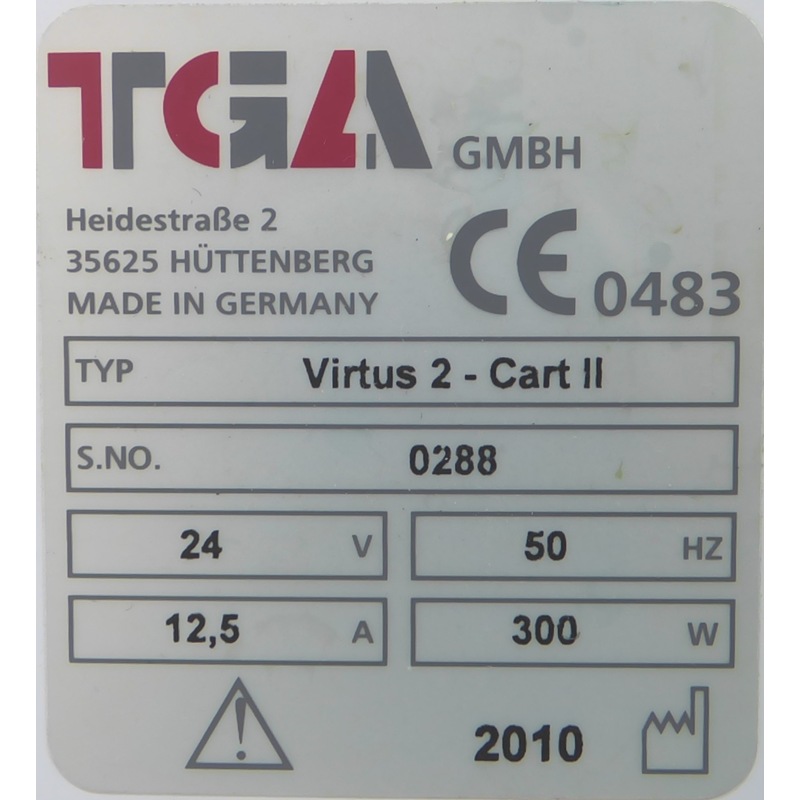 TGA GMBH
Heidestraße 2
35625 HÜTTENBERG
MADE IN GERMANY
CE 0483
TYP Virtus 2 - Cart II
S.NO. 0288
24 V
50 HZ
12,5 A
300 W
2010